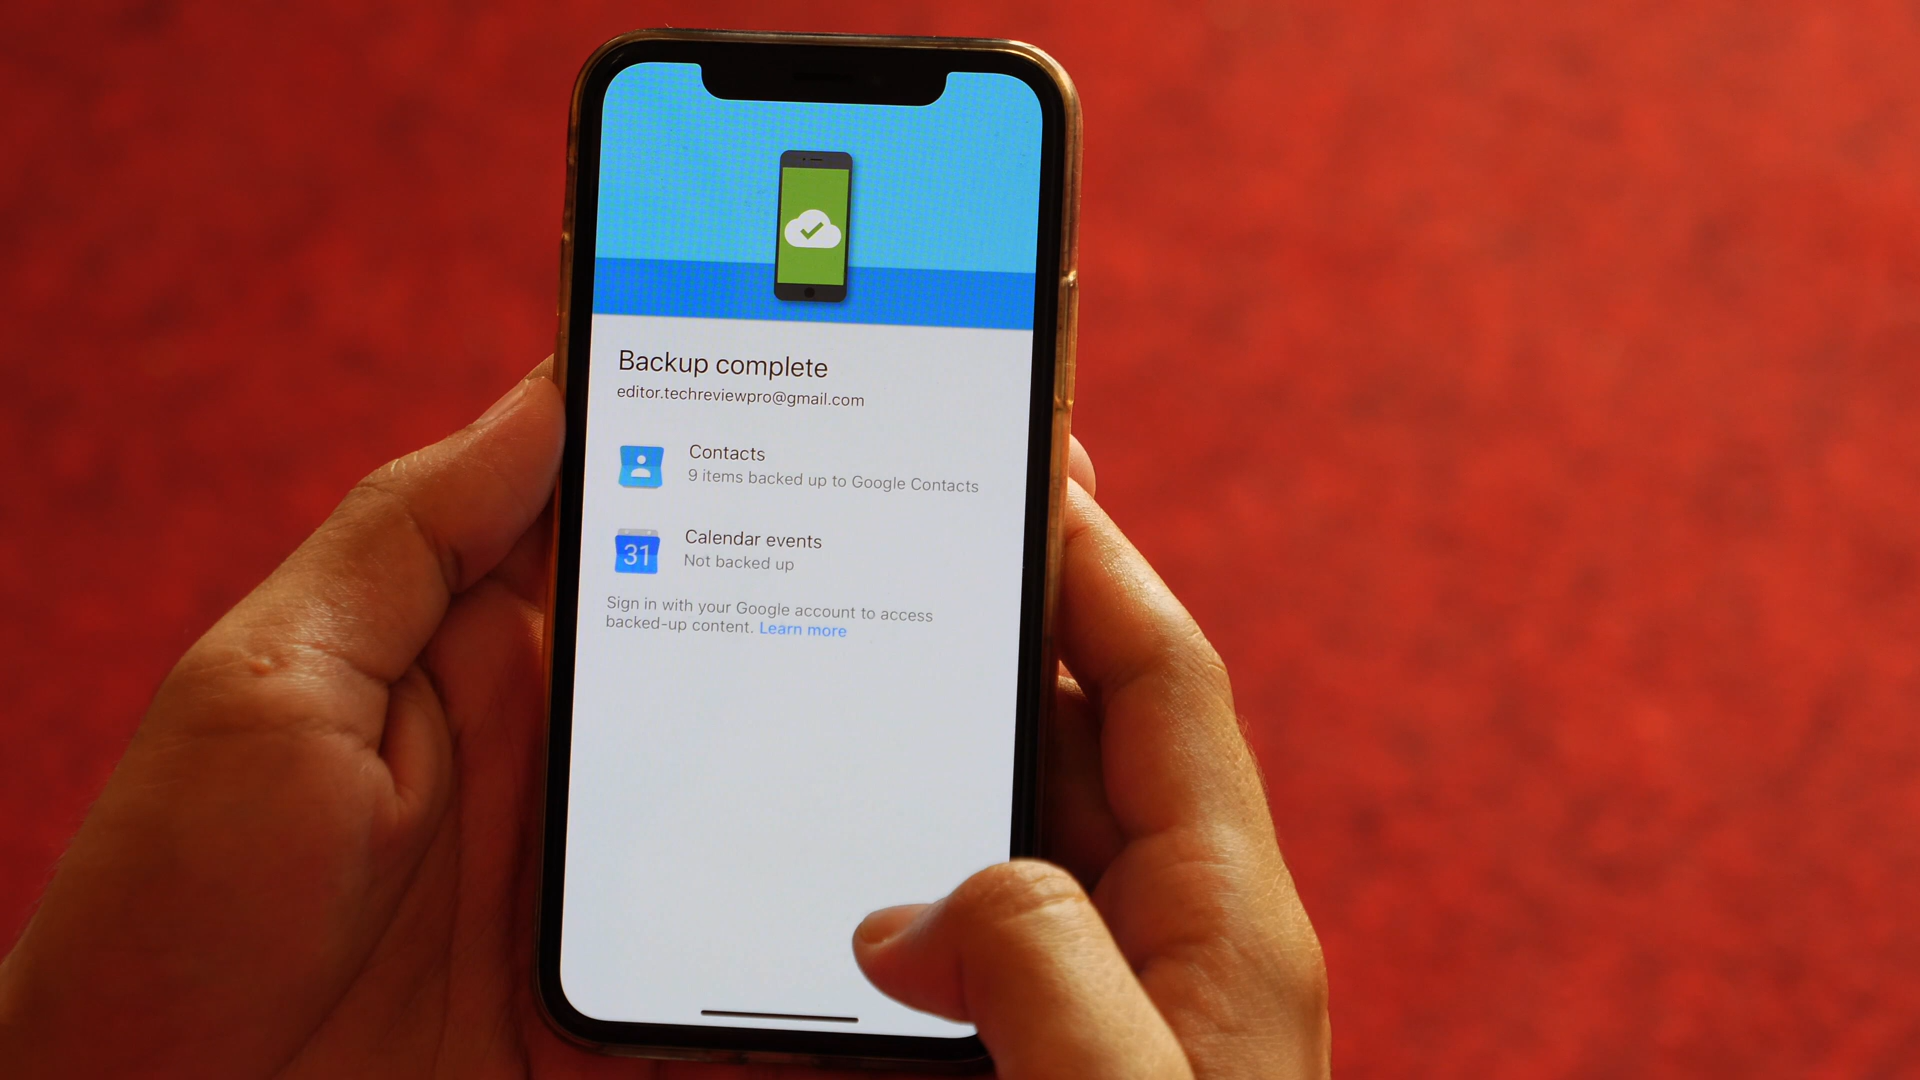 Backup complete
editor.techreviewpro@gmail.com
Contacts
9 items backed up to Google Contacts
31
Calendar events
Not backed up
Sign in with your Google account to access
backed-up content. Learn more